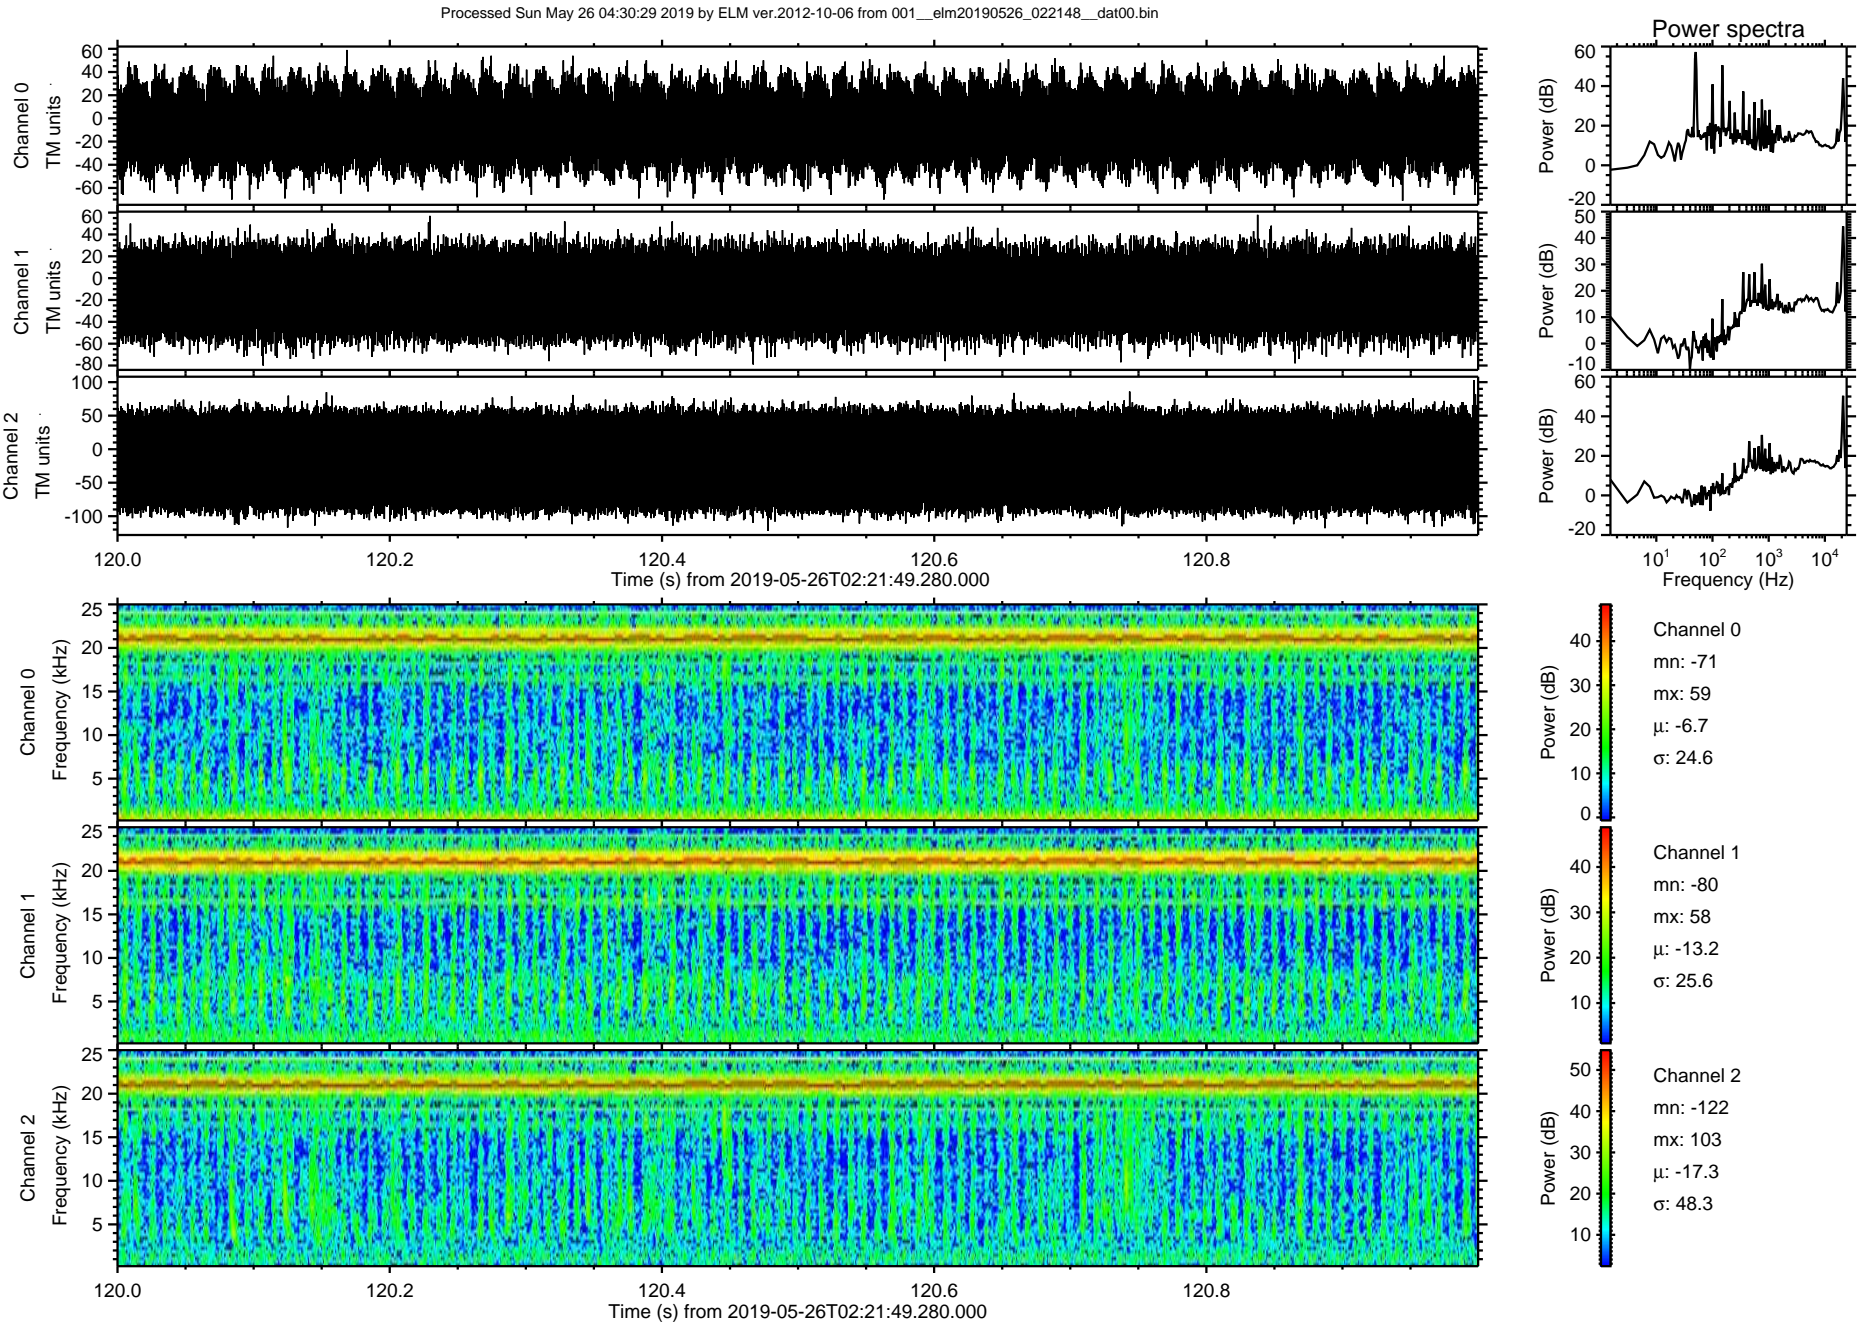 Processed Sun May 26 04:30:29 2019 by ELM ver.2012-10-06 from 001__elm20190526_022148__dat00.bin
Power spectra
Channel 0
TM units
60
40
20
0
-20
-40
-60
Power (dB)
60
40
20
0
-20
Channel 1
TM units
60
40
20
0
-20
-40
-60
-80
Power (dB)
50
40
30
20
10
0
-10
Channel 2
TM units
100
50
0
-50
-100
Power (dB)
60
40
20
0
-20
120.0 120.2 120.4 120.6 120.8
Time (s) from 2019-05-26T02:21:49.280.000
10^1 10^2 10^3 10^4
Frequency (Hz)
Channel 0
Frequency (kHz)
25
20
15
10
5
Power (dB)
40
30
20
10
0
Channel 0
mn: -71
mx: 59
μ: -6.7
σ: 24.6
Channel 1
Frequency (kHz)
25
20
15
10
5
Power (dB)
40
30
20
10
Channel 1
mn: -80
mx: 58
μ: -13.2
σ: 25.6
Channel 2
Frequency (kHz)
25
20
15
10
5
Power (dB)
50
40
30
20
10
Channel 2
mn: -122
mx: 103
μ: -17.3
σ: 48.3
120.0 120.2 120.4 120.6 120.8
Time (s) from 2019-05-26T02:21:49.280.000